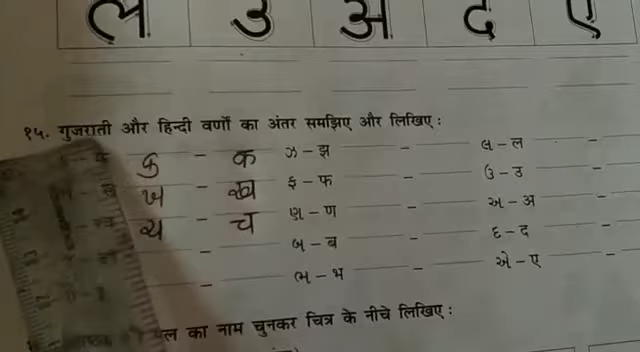 ल उ अ द ए
१५. गुजराती और हिन्दी वर्णों का अंतर समझिए और लिखिए :
ક - क ઝ - झ - લ - ल -
ખ - ख ફ - फ - ઉ - उ -
ચ - च ણ - ण - અ - अ -
- બ - ब - દ - द -
- ભ - भ - એ - ए -
का नाम चुनकर चित्र के नीचे लिखिए :